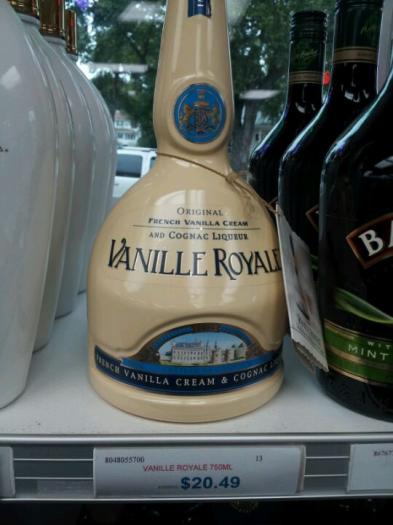 ORIGINAL
FRENCH VANILLA CREAM
AND COGNAC LIQUEUR
VANILLE ROYALE
FRENCH VANILLA CREAM & COGNAC
BA
WIT
MINT
8048055700 13
VANILLE ROYALE 750ML
$20.49